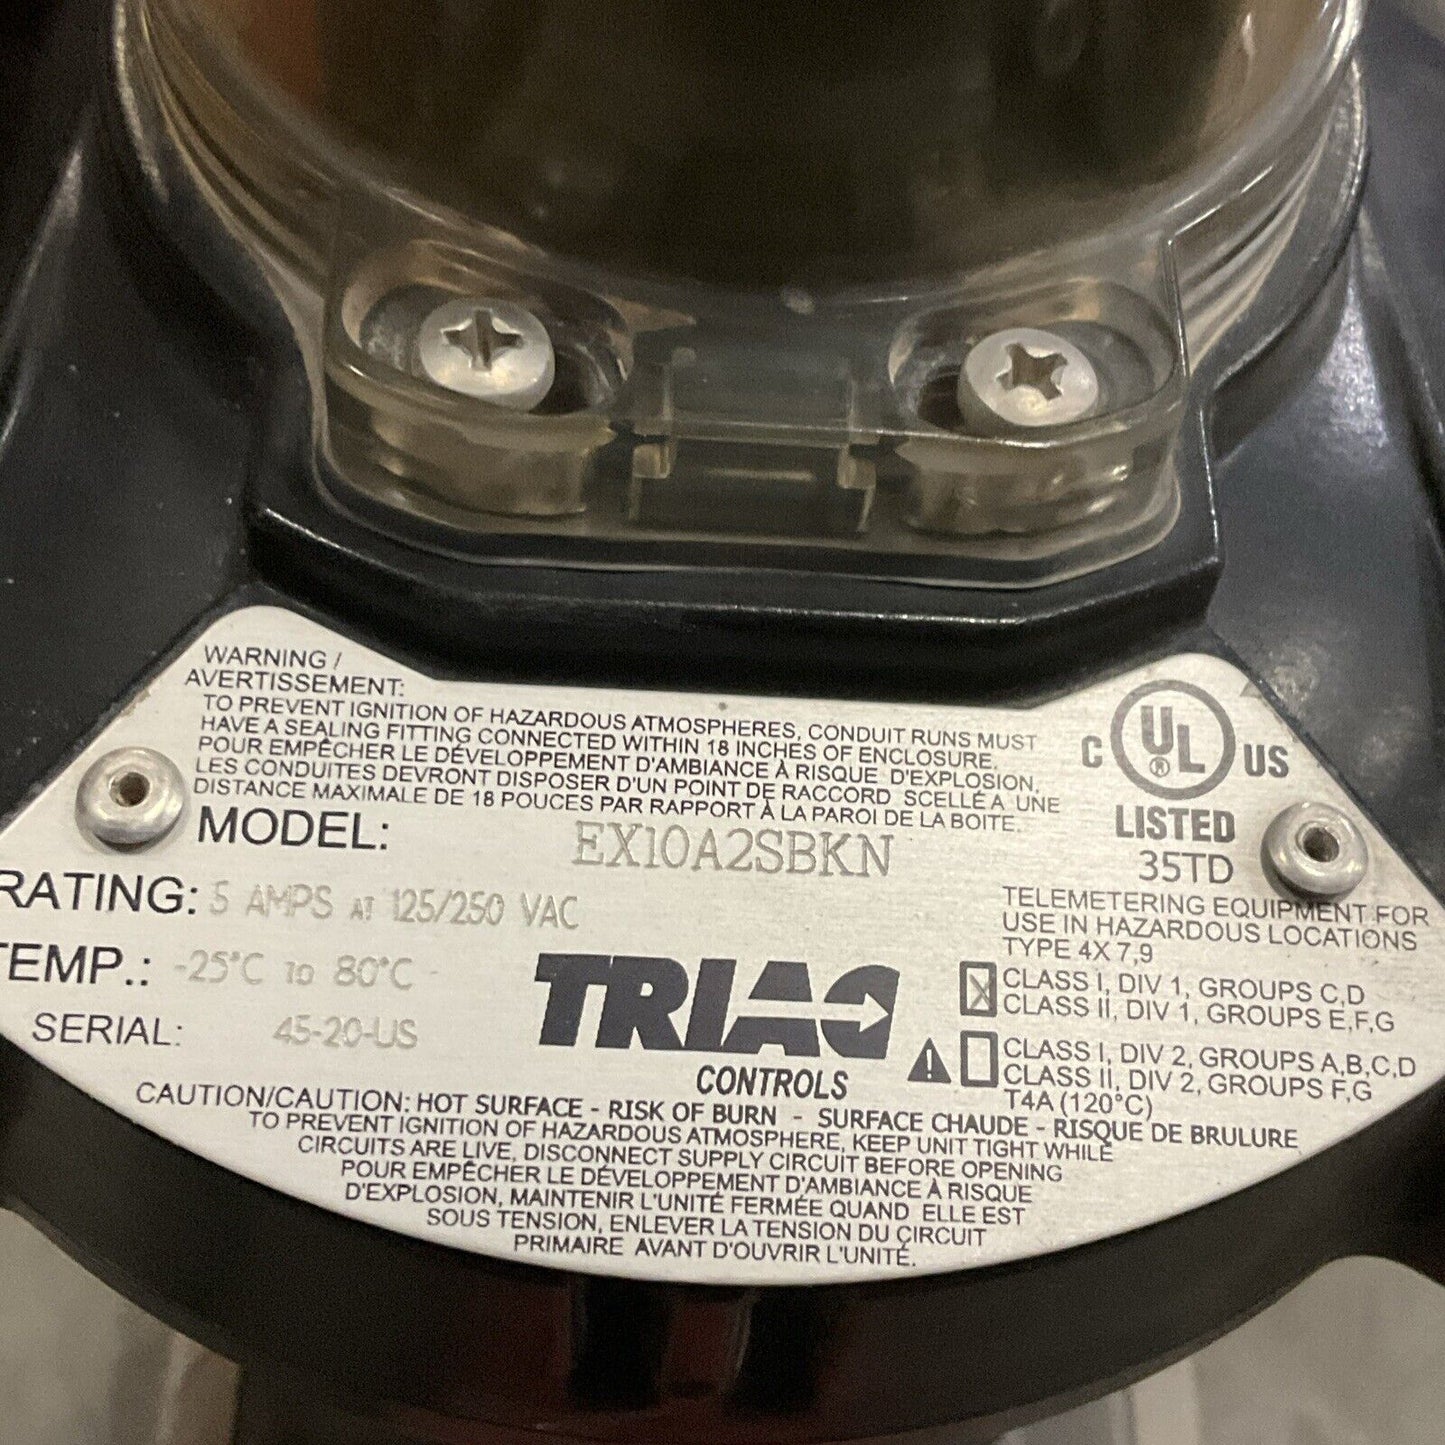 WARNING /
AVERTISSEMENT:
TO PREVENT IGNITION OF HAZARDOUS ATMOSPHERES, CONDUIT RUNS MUST
HAVE A SEALING FITTING CONNECTED WITHIN 18 INCHES OF ENCLOSURE.
POUR EMPÊCHER LE DÉVELOPPEMENT D'AMBIANCE À RISQUE D'EXPLOSION,
LES CONDUITES DEVRONT DISPOSER D'UN POINT DE RACCORD SCELLÉ A UNE
DISTANCE MAXIMALE DE 18 POUCES PAR RAPPORT À LA PAROI DE LA BOITE.
C UL ® US
LISTED
35TD
MODEL: EX10A2SBKN
RATING: 5 AMPS AT 125/250 VAC
TEMP.: -25°C TO 80°C
SERIAL: 45-20-US
TRIAC
CONTROLS
TELEMETERING EQUIPMENT FOR
USE IN HAZARDOUS LOCATIONS
TYPE 4X 7,9
X CLASS I, DIV 1, GROUPS C,D
CLASS II, DIV 1, GROUPS E,F,G
CLASS I, DIV 2, GROUPS A,B,C,D
CLASS II, DIV 2, GROUPS F,G
T4A (120°C)
CAUTION/CAUTION: HOT SURFACE - RISK OF BURN - SURFACE CHAUDE - RISQUE DE BRULURE
TO PREVENT IGNITION OF HAZARDOUS ATMOSPHERE, KEEP UNIT TIGHT WHILE
CIRCUITS ARE LIVE, DISCONNECT SUPPLY CIRCUIT BEFORE OPENING
POUR EMPÊCHER LE DÉVELOPPEMENT D'AMBIANCE À RISQUE
D'EXPLOSION, MAINTENIR L'UNITÉ FERMÉE QUAND ELLE EST
SOUS TENSION, ENLEVER LA TENSION DU CIRCUIT
PRIMAIRE AVANT D'OUVRIR L'UNITÉ.